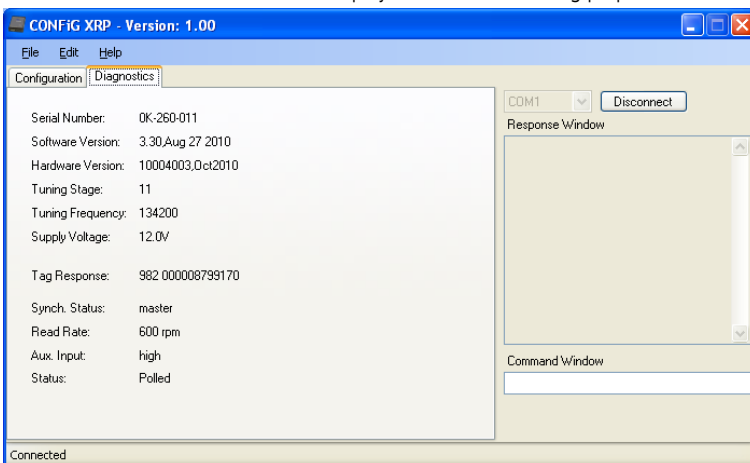 CONFiG XRP - Version: 1.00
File Edit Help
Configuration Diagnostics
Serial Number: 0K-260-011
Software Version: 3.30,Aug 27 2010
Hardware Version: 10004003,Oct2010
Tuning Stage: 11
Tuning Frequency: 134200
Supply Voltage: 12.0V
Tag Response: 982 000008799170
Synch. Status: master
Read Rate: 600 rpm
Aux. Input: high
Status: Polled
COM1 Disconnect
Response Window
Command Window
Connected